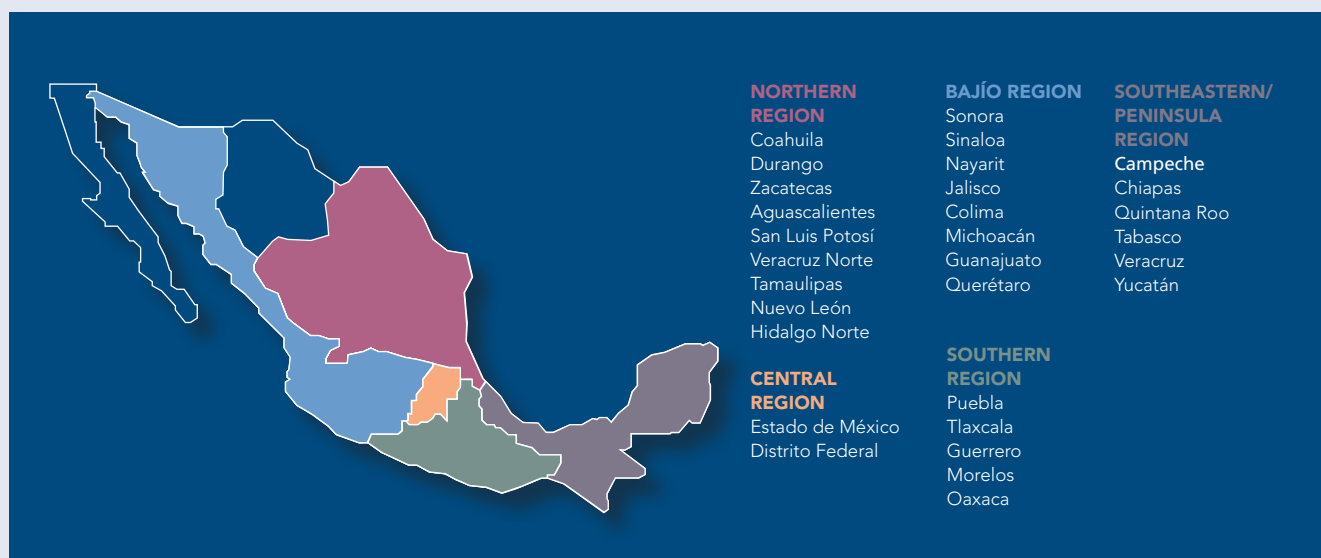 NORTHERN
REGION
Coahuila
Durango
Zacatecas
Aguascalientes
San Luis Potosí
Veracruz Norte
Tamaulipas
Nuevo León
Hidalgo Norte
CENTRAL
REGION
Estado de México
Distrito Federal
BAJÍO REGION
Sonora
Sinaloa
Nayarit
Jalisco
Colima
Michoacán
Guanajuato
Querétaro
SOUTHERN
REGION
Puebla
Tlaxcala
Guerrero
Morelos
Oaxaca
SOUTHEASTERN/
PENINSULA
REGION
Campeche
Chiapas
Quintana Roo
Tabasco
Veracruz
Yucatán